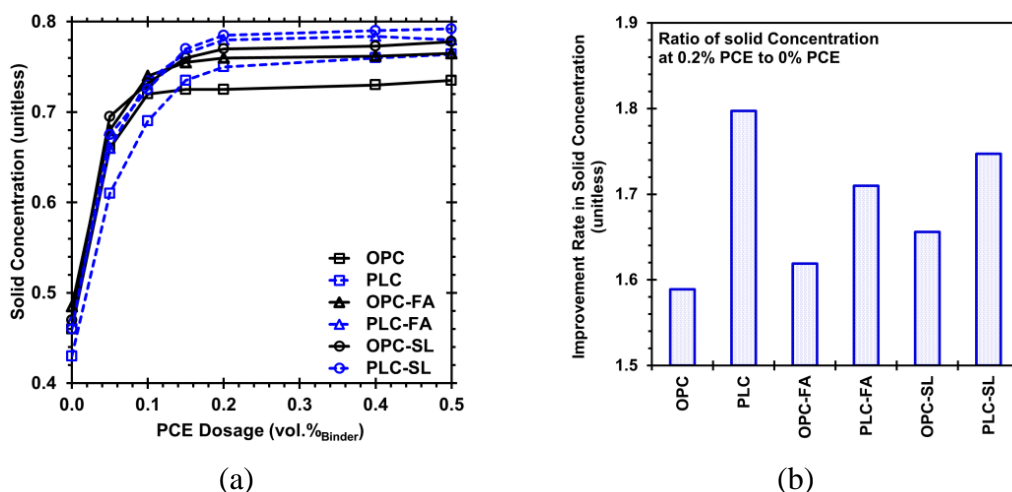 0.8
0.7
0.6
0.5
0.4
Solid Concentration (unitless)
0.0
0.1
0.2
0.3
0.4
0.5
PCE Dosage (vol.%Binder)
OPC
PLC
OPC-FA
PLC-FA
OPC-SL
PLC-SL
(a)
1.9
1.8
1.7
1.6
1.5
Improvement Rate in Solid Concentration
(unitless)
Ratio of solid Concentration
at 0.2% PCE to 0% PCE
OPC
PLC
OPC-FA
PLC-FA
OPC-SL
PLC-SL
(b)